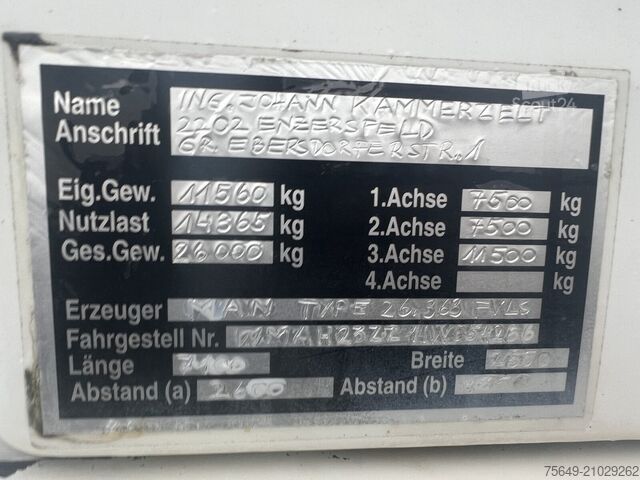 Name ING. JOHANN KAMMERZELT
Anschrift 2202 ENZERSFELD
GR. EBERSDORFERSTR. 1
Scout24
Eig.Gew. 11560 kg 1.Achse 7500 kg
Nutzlast 14365 kg 2.Achse 7500 kg
Ges.Gew. 26000 kg 3.Achse 11500 kg
4.Achse kg
Erzeuger MAN TYPE 26.363 FVLS
Fahrgestell Nr.
Länge Breite
Abstand (a) 2600 Abstand (b)
75649-21029262